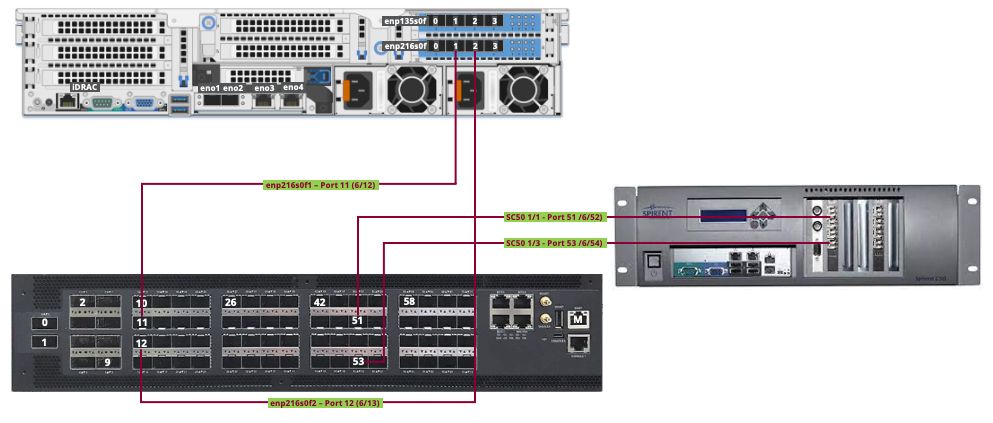 enp135s0f 0 1 2 3
enp216s0f 0 1 2 3
iDRAC
eno1 eno2 eno3 eno4
enp216s0f1 – Port 11 (6/12)
SC50 1/1 - Port 51 /6/52)
SPIRENT
SC50 1/3 - Port 53 /6/54)
Spirent C50
2 10 26 42 58
0 11 51 M
1 12
9 53
enp216s0f2 – Port 12 (6/13)